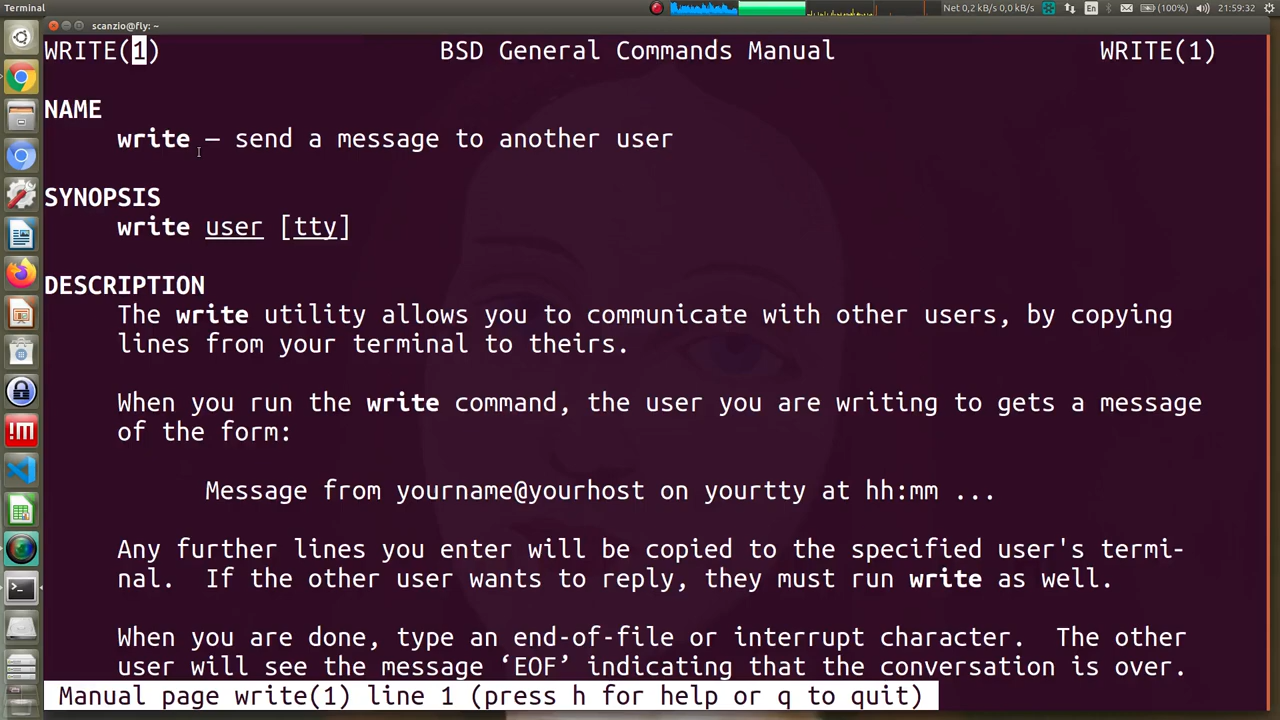 Terminal
Net 0,2 kB/s 0,0 kB/s
En
(100%)
21:59:32
scanzio@fly: ~
WRITE(1) BSD General Commands Manual WRITE(1)
NAME
write — send a message to another user
SYNOPSIS
write user [tty]
DESCRIPTION
The write utility allows you to communicate with other users, by copying
lines from your terminal to theirs.
When you run the write command, the user you are writing to gets a message
of the form:
Message from yourname@yourhost on yourtty at hh:mm ...
Any further lines you enter will be copied to the specified user's termi-
nal.  If the other user wants to reply, they must run write as well.
When you are done, type an end-of-file or interrupt character.  The other
user will see the message ‘EOF’ indicating that the conversation is over.
Manual page write(1) line 1 (press h for help or q to quit)
!M